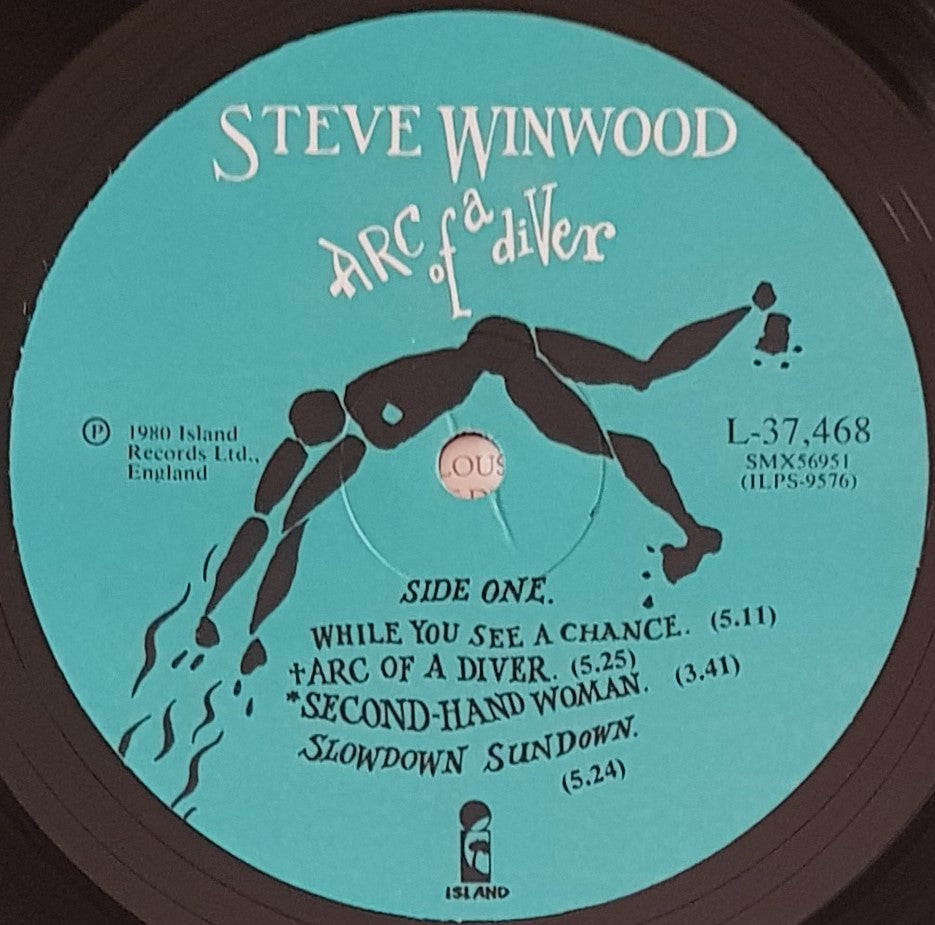 STEVE WINWOOD
ARC of a diVer
Ⓟ 1980 Island
Records Ltd.,
England
L-37,468
SMX56951
(ILPS-9576)
SIDE ONE.
WHILE YOU SEE A CHANCE. (5.11)
†ARC OF A DIVER. (5.25)
*SECOND-HAND WOMAN. (3.41)
SLOWDOWN SUNDOWN.
(5.24)
ISLAND